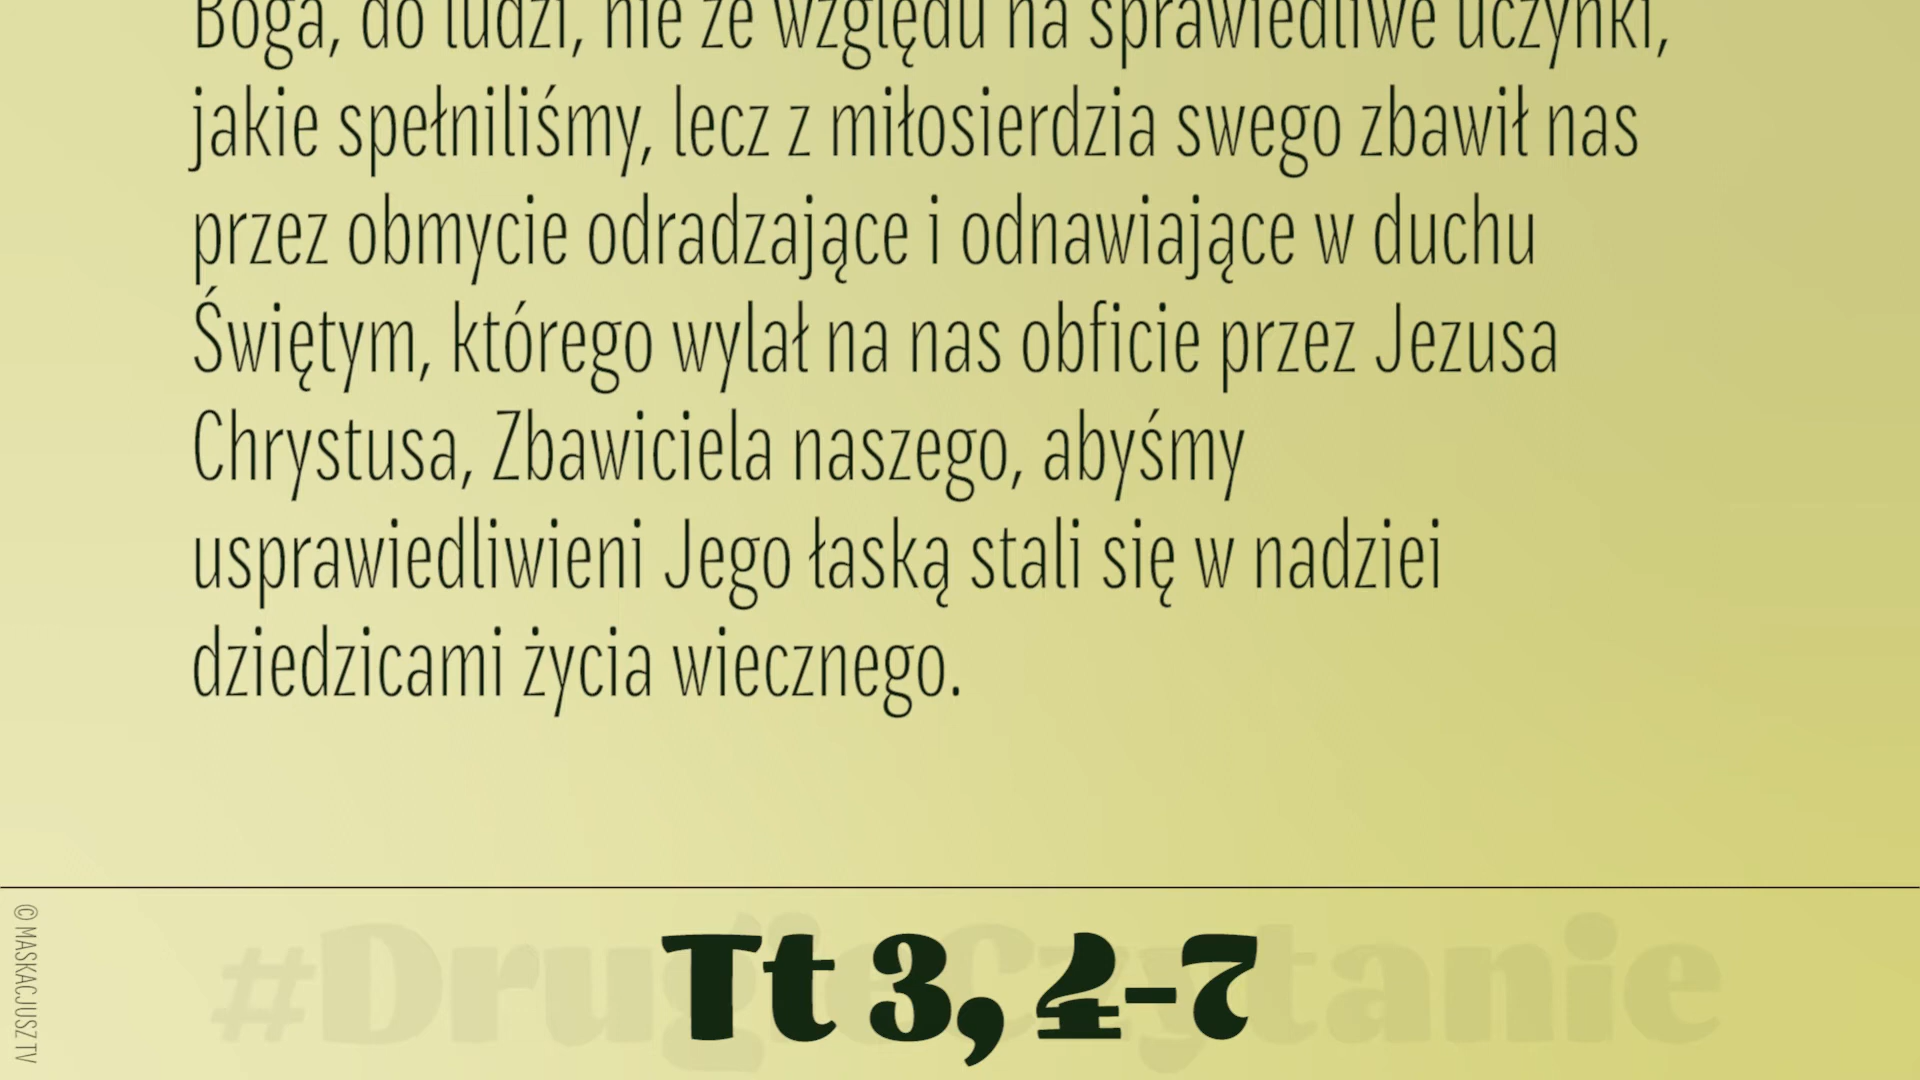 Boga, do ludzi, nie ze względu na sprawiedliwe uczynki,
jakie spełniliśmy, lecz z miłosierdzia swego zbawił nas
przez obmycie odradzające i odnawiające w duchu
Świętym, którego wylał na nas obficie przez Jezusa
Chrystusa, Zbawiciela naszego, abyśmy
usprawiedliwieni Jego łaską stali się w nadziei
dziedzicami życia wiecznego.
#DrugieCzytanie
Tt 3, 4-7
© MASKACJUSZ TV